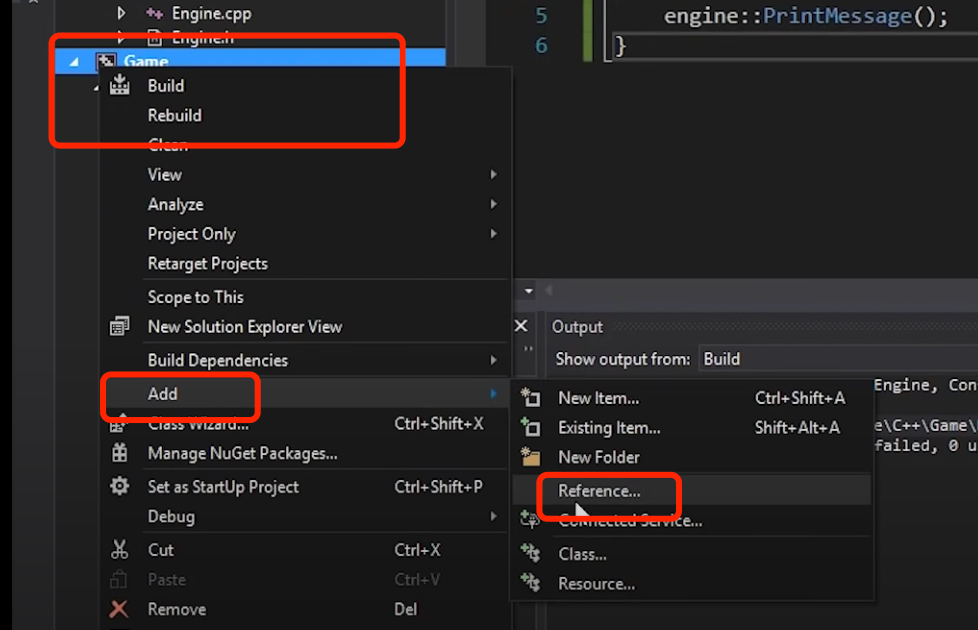 Engine.cpp
Engine.h
Game
Build
Rebuild
Clean
View
Analyze
Project Only
Retarget Projects
Scope to This
New Solution Explorer View
Build Dependencies
Add
Class Wizard... Ctrl+Shift+X
Manage NuGet Packages...
Set as StartUp Project Ctrl+Shift+P
Debug
Cut Ctrl+X
Paste Ctrl+V
Remove Del
5 engine::PrintMessage();
6 }
Output
Show output from: Build
Engine, Con
e\C++\Game\
failed, 0 u
New Item... Ctrl+Shift+A
Existing Item... Shift+Alt+A
New Folder
Reference...
Connected Service...
Class...
Resource...